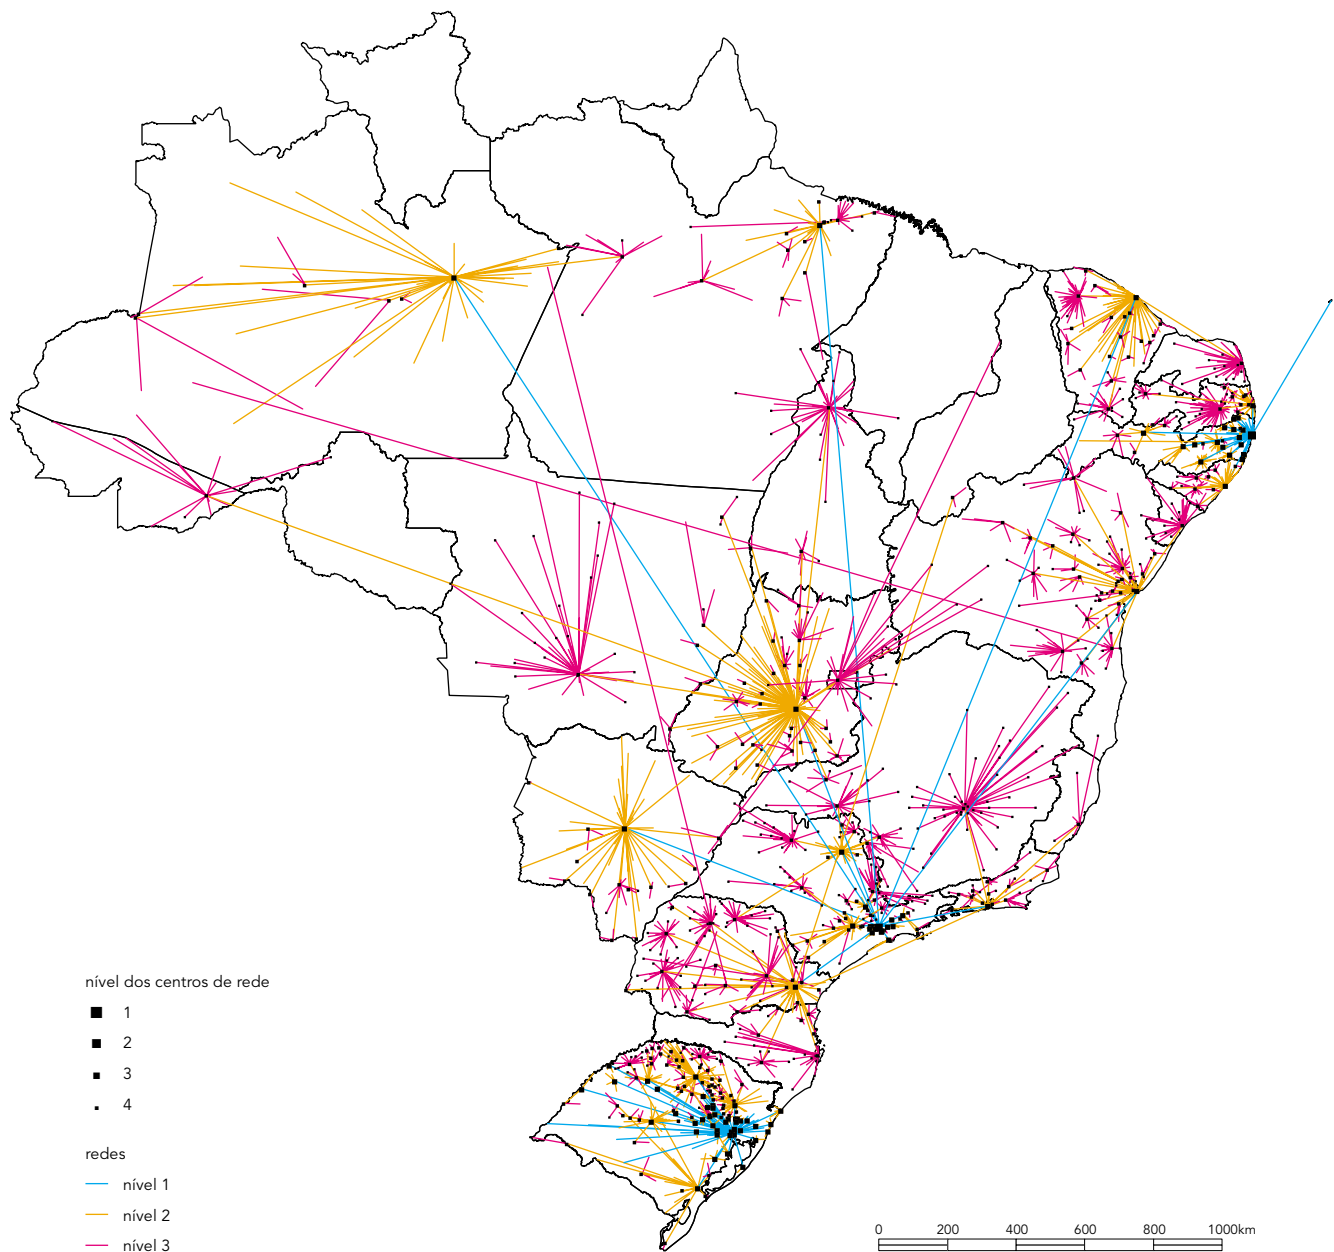 nível dos centros de rede
1
2
3
4
redes
nível 1
nível 2
nível 3
0 200 400 600 800 1000km